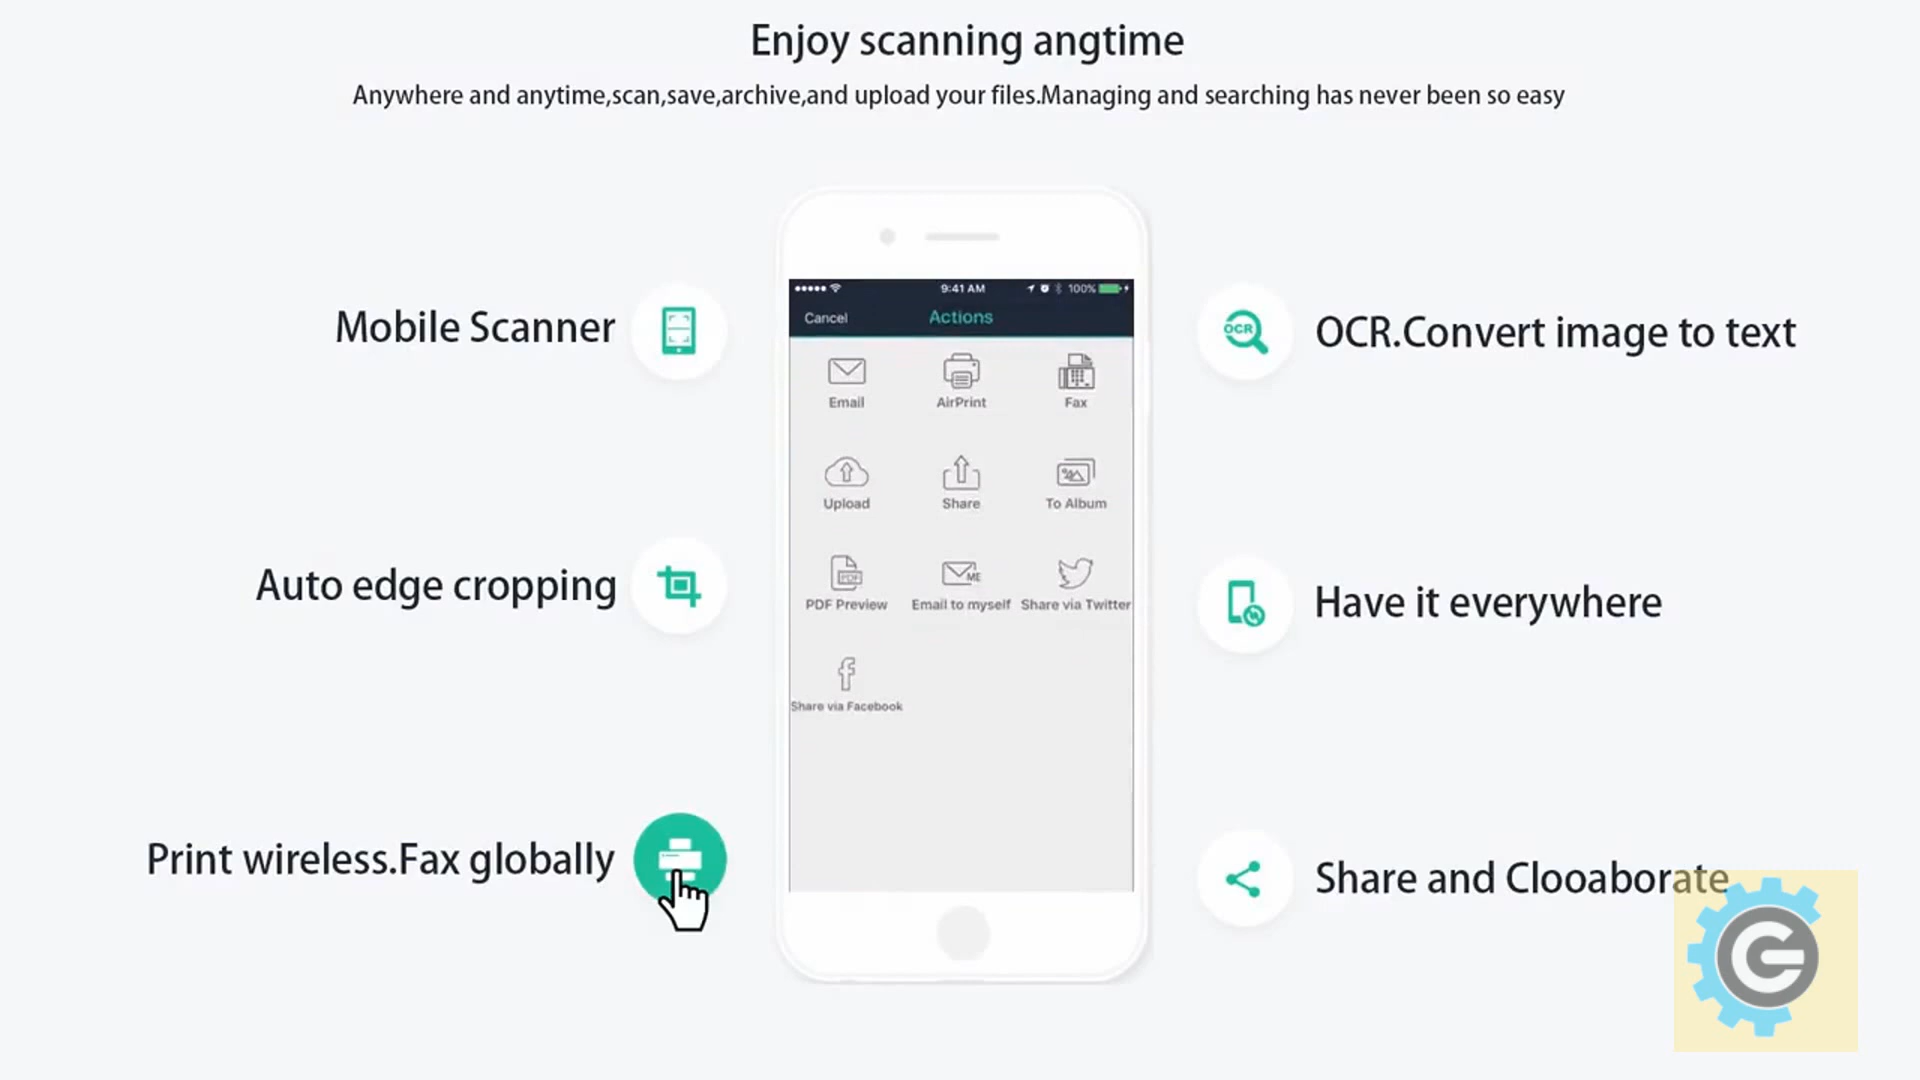 Enjoy scanning angtime
Anywhere and anytime,scan,save,archive,and upload your files.Managing and searching has never been so easy
Mobile Scanner
Auto edge cropping
Print wireless.Fax globally
9:41 AM
100%
Cancel
Actions
Email
AirPrint
Fax
Upload
Share
To Album
PDF
PDF Preview
ME
Email to myself
Share via Twitter
Share via Facebook
OCR
OCR.Convert image to text
Have it everywhere
Share and Clooaborate